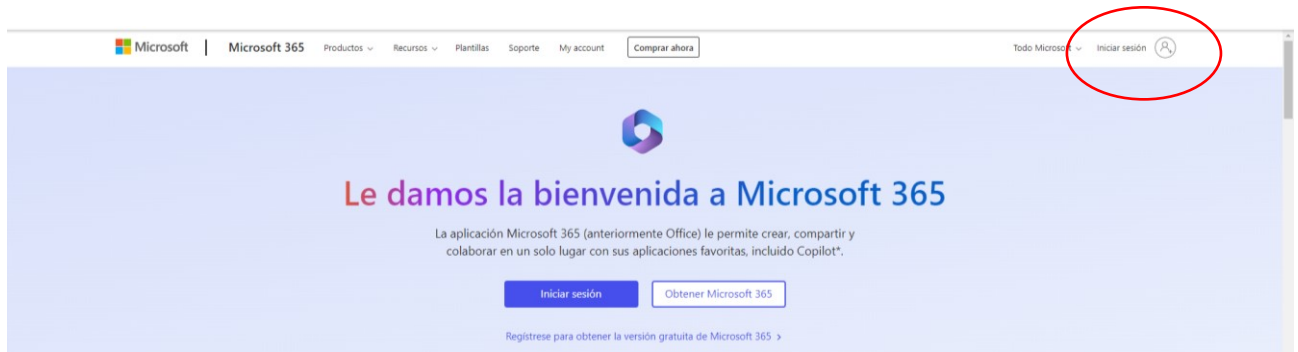 Microsoft | Microsoft 365 Productos Recursos Plantillas Soporte My account Comprar ahora Todo Microsoft Iniciar sesión
Le damos la bienvenida a Microsoft 365
La aplicación Microsoft 365 (anteriormente Office) le permite crear, compartir y
colaborar en un solo lugar con sus aplicaciones favoritas, incluido Copilot*.
Iniciar sesión Obtener Microsoft 365
Regístrese para obtener la versión gratuita de Microsoft 365 >